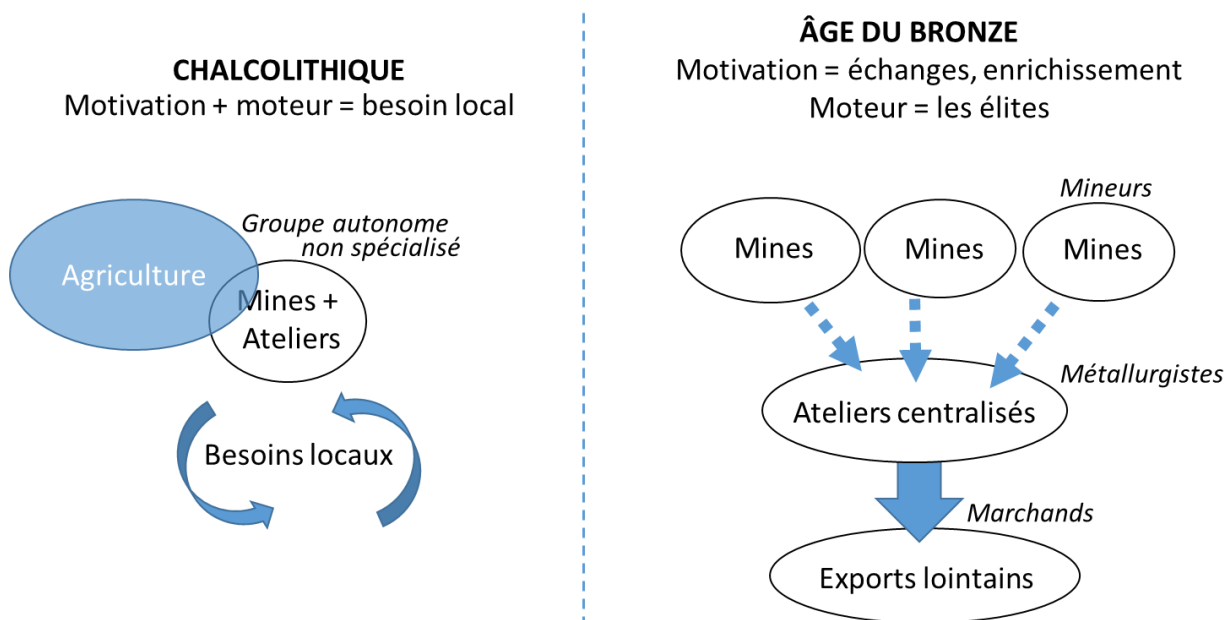 CHALCOLITHIQUE
Motivation + moteur = besoin local
Groupe autonome
non spécialisé
Agriculture
Mines +
Ateliers
Besoins locaux
ÂGE DU BRONZE
Motivation = échanges, enrichissement
Moteur = les élites
Mineurs
Mines
Mines
Mines
Métallurgistes
Ateliers centralisés
Marchands
Exports lointains